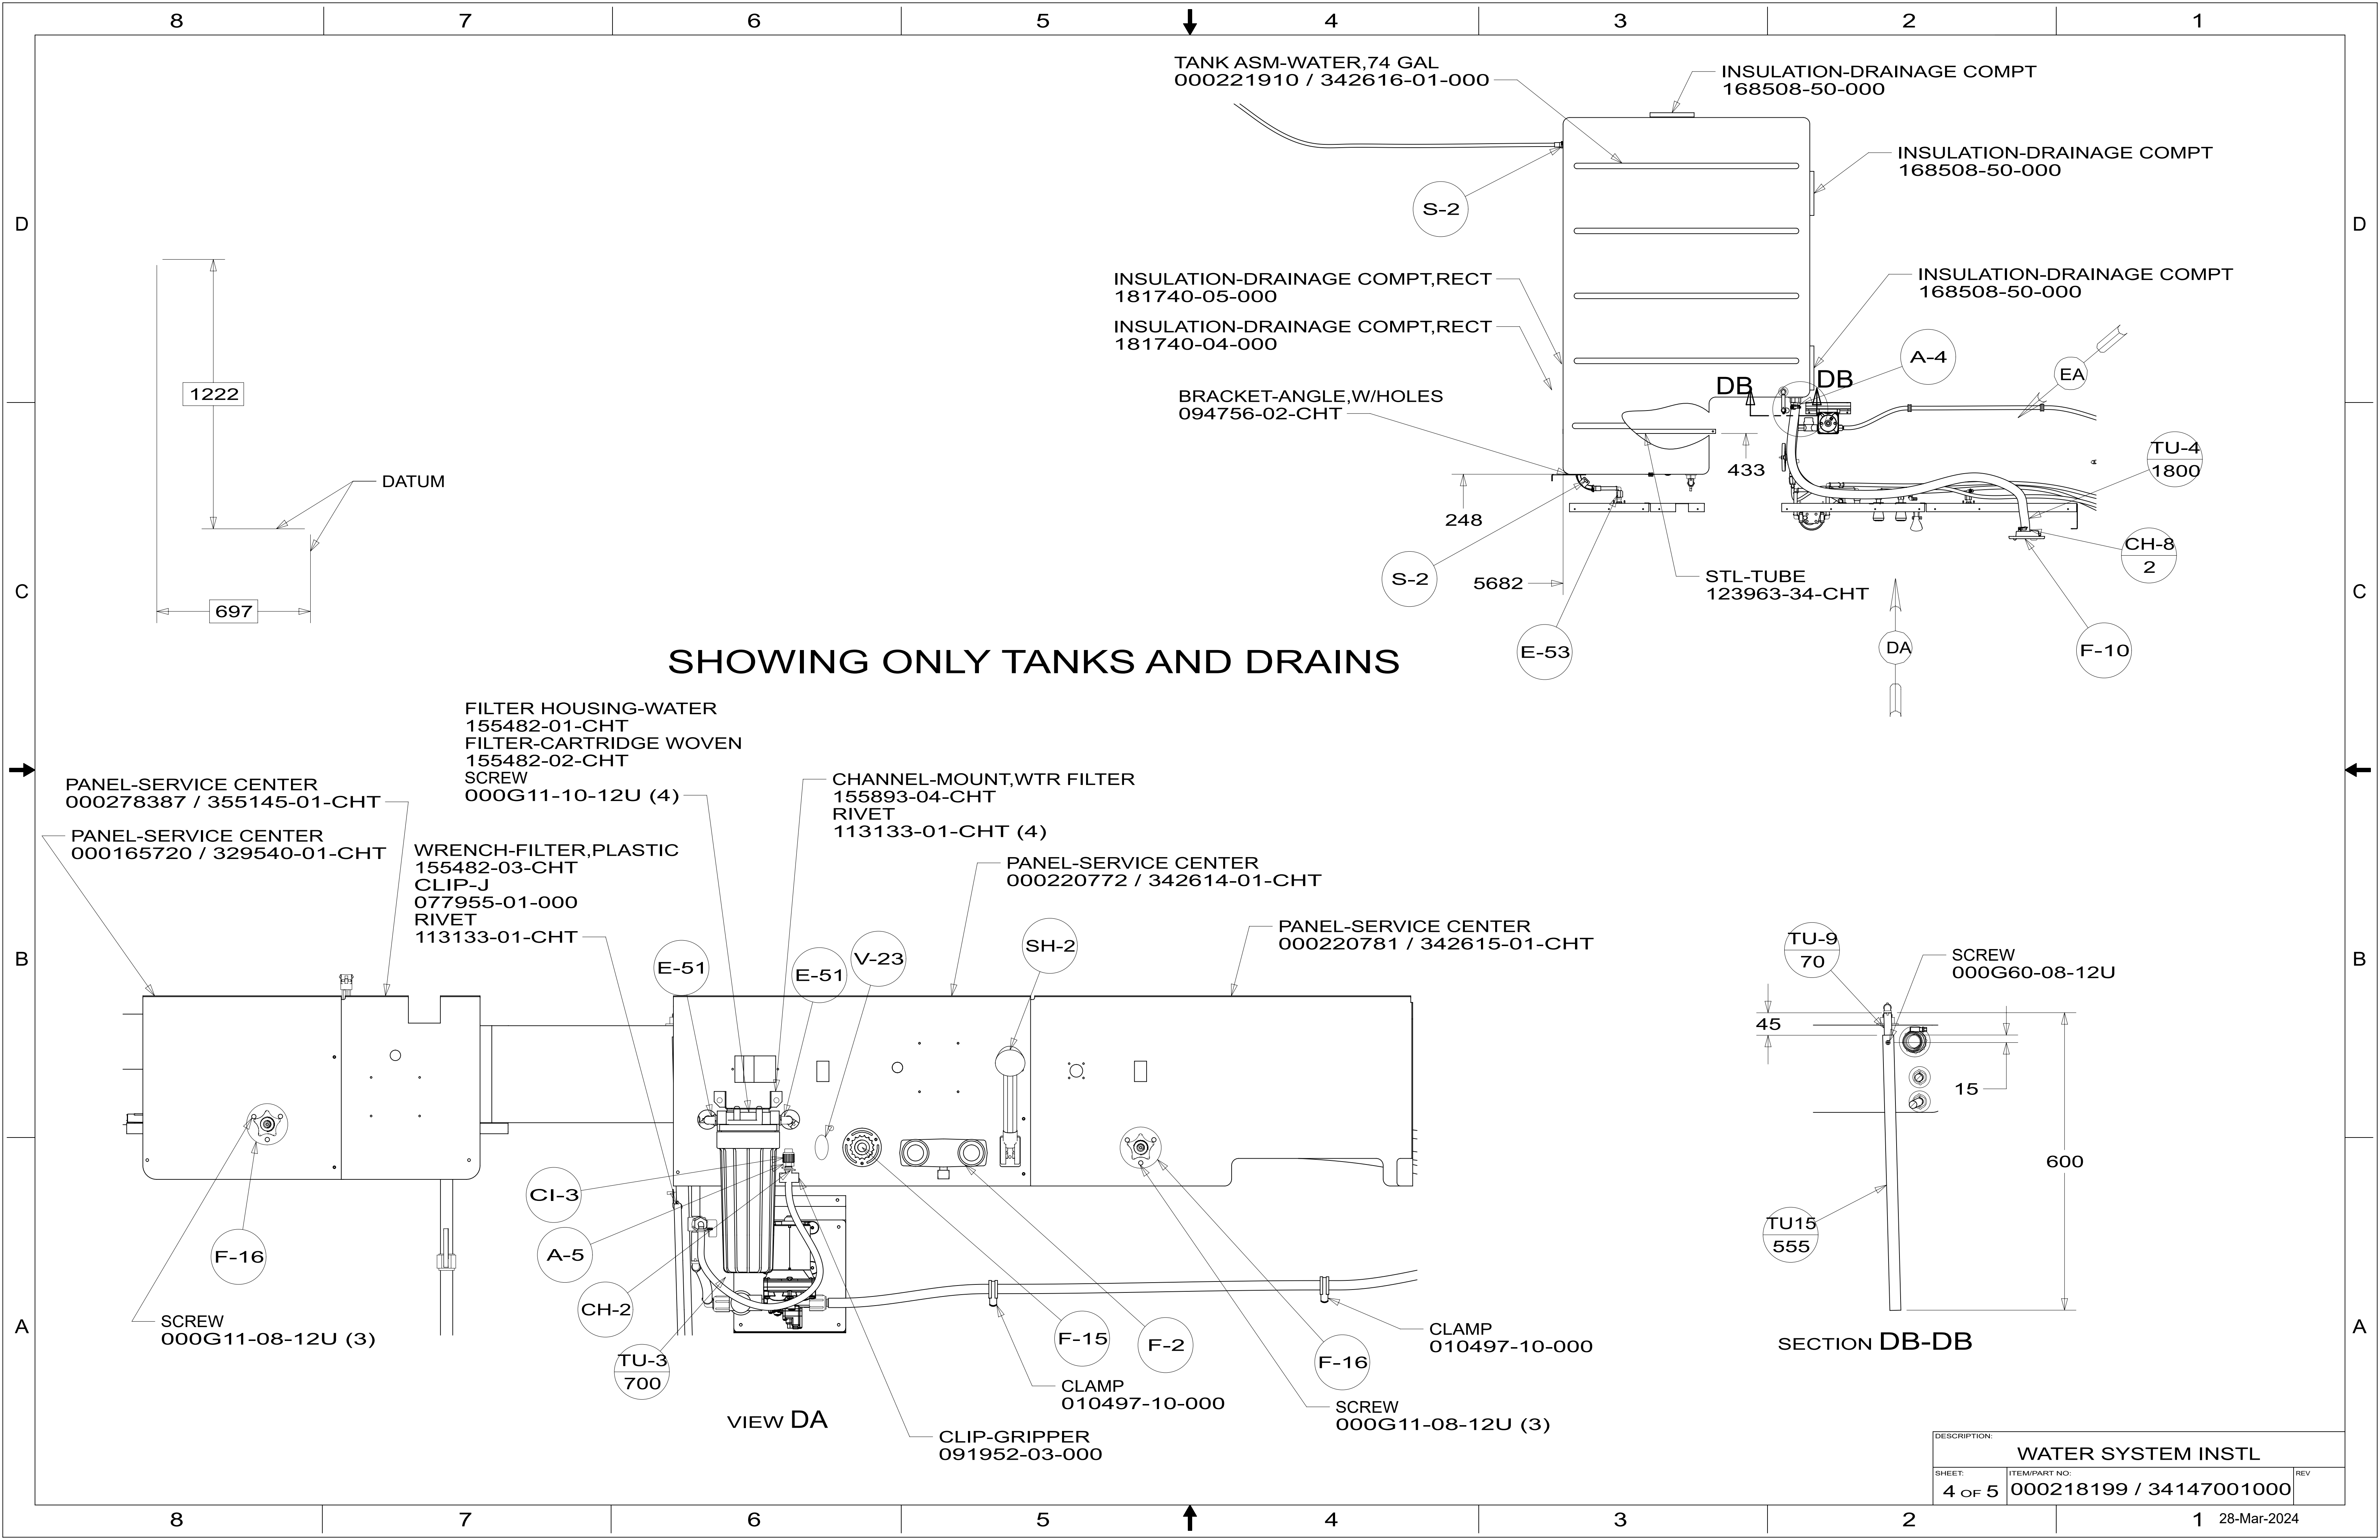 8 7 6 5 4 3 2 1
TANK ASM-WATER,74 GAL
000221910 / 342616-01-000
INSULATION-DRAINAGE COMPT
168508-50-000
INSULATION-DRAINAGE COMPT
168508-50-000
S-2
D
D
INSULATION-DRAINAGE COMPT,RECT
181740-05-000
INSULATION-DRAINAGE COMPT
168508-50-000
INSULATION-DRAINAGE COMPT,RECT
181740-04-000
A-4
EA
DB
DB
1222
BRACKET-ANGLE,W/HOLES
094756-02-CHT
433
TU-4
1800
DATUM
248
CH-8
2
S-2
5682
STL-TUBE
123963-34-CHT
C
C
697
E-53
DA
F-10
SHOWING ONLY TANKS AND DRAINS
FILTER HOUSING-WATER
155482-01-CHT
FILTER-CARTRIDGE WOVEN
155482-02-CHT
SCREW
000G11-10-12U (4)
CHANNEL-MOUNT,WTR FILTER
155893-04-CHT
RIVET
113133-01-CHT (4)
PANEL-SERVICE CENTER
000278387 / 355145-01-CHT
PANEL-SERVICE CENTER
000165720 / 329540-01-CHT
WRENCH-FILTER,PLASTIC
155482-03-CHT
CLIP-J
077955-01-000
RIVET
113133-01-CHT
PANEL-SERVICE CENTER
000220772 / 342614-01-CHT
PANEL-SERVICE CENTER
000220781 / 342615-01-CHT
B
B
E-51
E-51
V-23
SH-2
TU-9
70
SCREW
000G60-08-12U
45
15
600
TU15
555
CI-3
A-5
CH-2
F-16
SCREW
000G11-08-12U (3)
TU-3
700
F-15
F-2
F-16
CLAMP
010497-10-000
CLAMP
010497-10-000
SCREW
000G11-08-12U (3)
CLIP-GRIPPER
091952-03-000
VIEW DA
SECTION DB-DB
A
A
DESCRIPTION:
WATER SYSTEM INSTL
SHEET:
4 OF 5
ITEM/PART NO:
000218199 / 34147001000
REV
8 7 6 5 4 3 2 1
28-Mar-2024